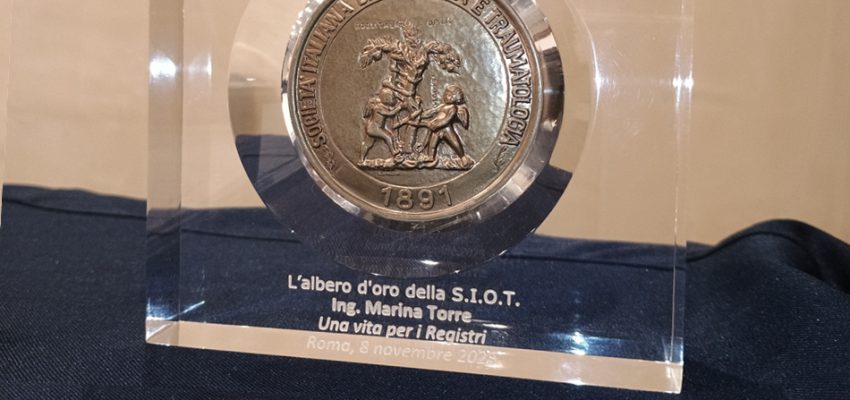 SOCIETÀ ITALIANA E TRAUMATOLOGIA
1891
L'albero d'oro della S.I.O.T.
Ing. Marina Torre
Una vita per i Registri
Roma, 8 novembre